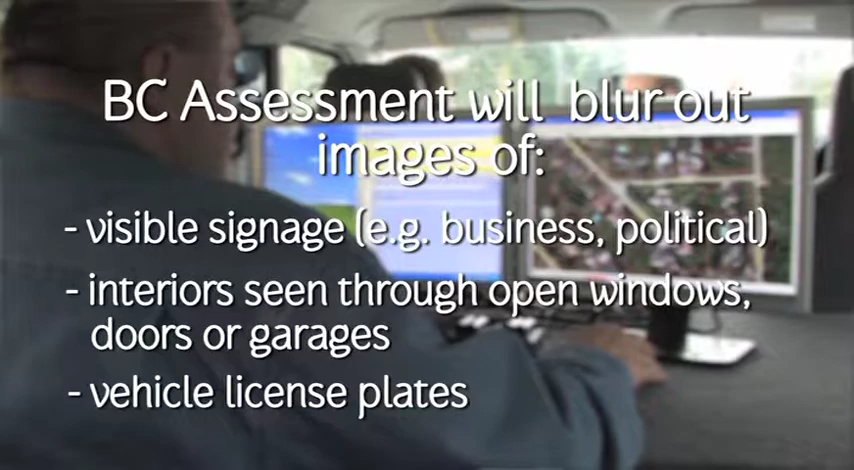 BC Assessment will blur out
images of:
- visible signage (e.g. business, political)
- interiors seen through open windows,
doors or garages
- vehicle license plates